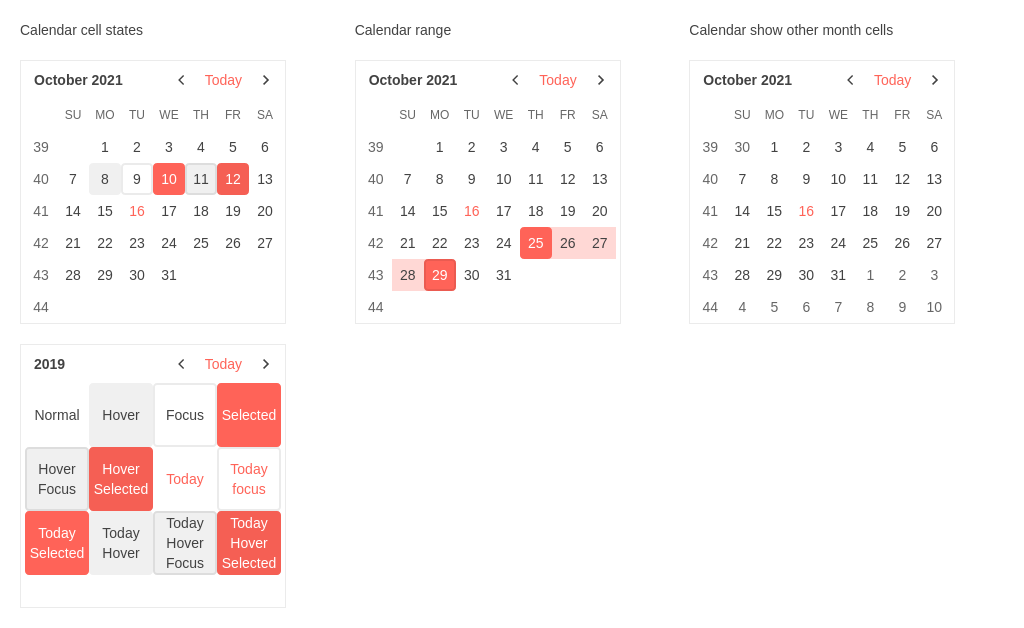 Calendar cell states
October 2021 Today
SU MO TU WE TH FR SA
39 1 2 3 4 5 6
40 7 8 9 10 11 12 13
41 14 15 16 17 18 19 20
42 21 22 23 24 25 26 27
43 28 29 30 31
44
2019 Today
Normal Hover Focus Selected
Hover Focus
Hover Selected
Today
Today focus
Today Selected
Today Hover
Today Hover Focus
Today Hover Selected
Calendar range
October 2021 Today
SU MO TU WE TH FR SA
39 1 2 3 4 5 6
40 7 8 9 10 11 12 13
41 14 15 16 17 18 19 20
42 21 22 23 24 25 26 27
43 28 29 30 31
44
Calendar show other month cells
October 2021 Today
SU MO TU WE TH FR SA
39 30 1 2 3 4 5 6
40 7 8 9 10 11 12 13
41 14 15 16 17 18 19 20
42 21 22 23 24 25 26 27
43 28 29 30 31 1 2 3
44 4 5 6 7 8 9 10